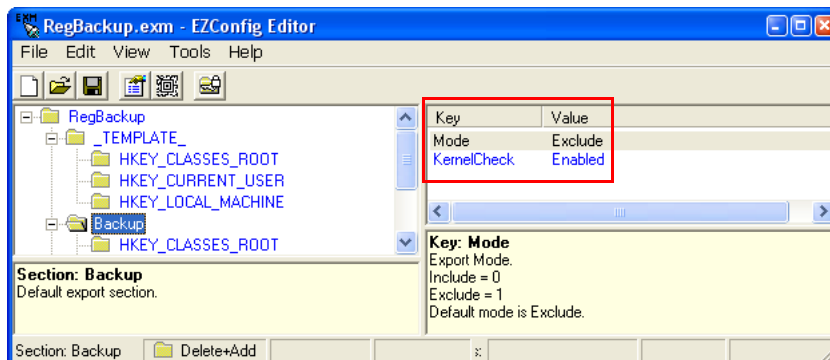 EXM
RegBackup.exm - EZConfig Editor
File Edit View Tools Help
RegBackup
_TEMPLATE_
HKEY_CLASSES_ROOT
HKEY_CURRENT_USER
HKEY_LOCAL_MACHINE
Backup
HKEY_CLASSES_ROOT
Key Value
Mode Exclude
KernelCheck Enabled
Section: Backup
Default export section.
Key: Mode
Export Mode.
Include = 0
Exclude = 1
Default mode is Exclude.
Section: Backup Delete+Add